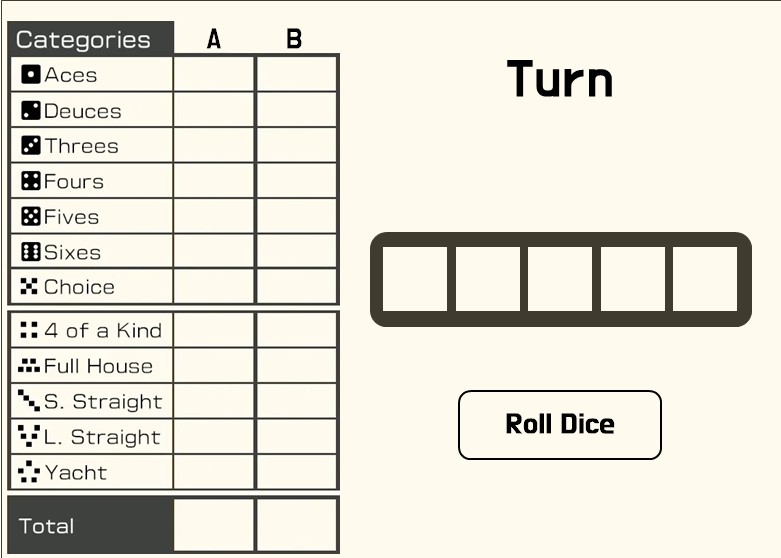 Categories A B
Aces
Deuces
Threes
Fours
Fives
Sixes
Choice
4 of a Kind
Full House
S. Straight
L. Straight
Yacht
Total
Turn
Roll Dice